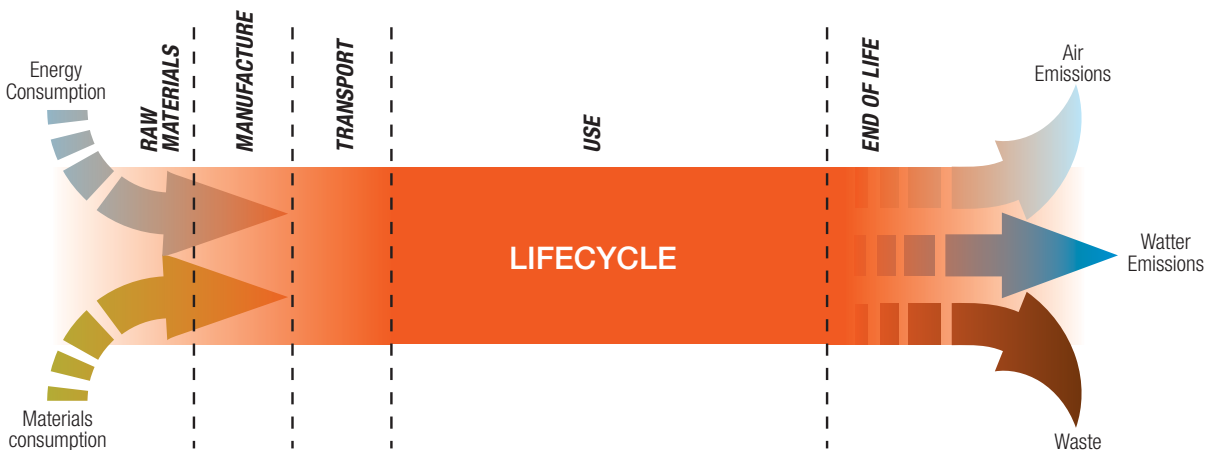 Energy
Consumption
RAW
MATERIALS
MANUFACTURE
TRANSPORT
USE
END OF LIFE
Air
Emissions
LIFECYCLE
Watter
Emissions
Materials
consumption
Waste